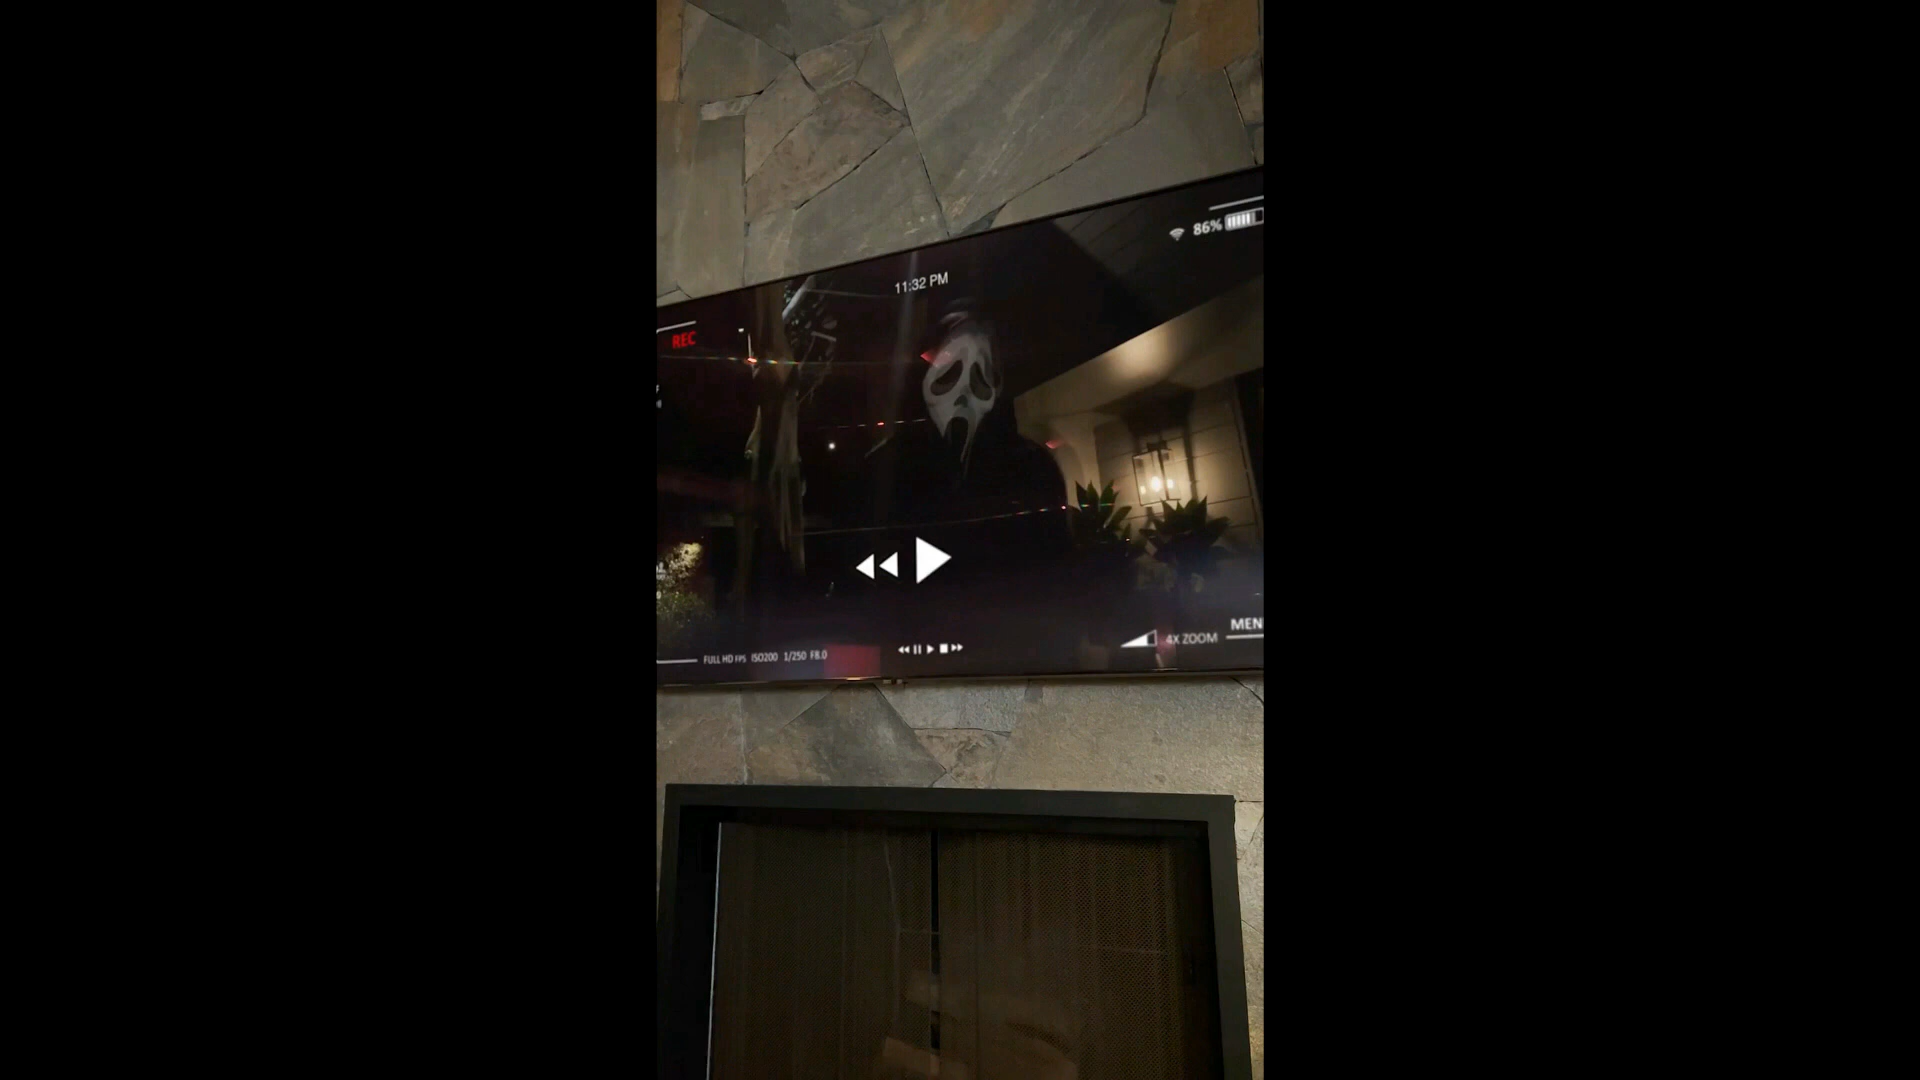 86%
11:32 PM
REC
MEN
4X ZOOM
FULL HD FPS ISO200 1/250 F8.0